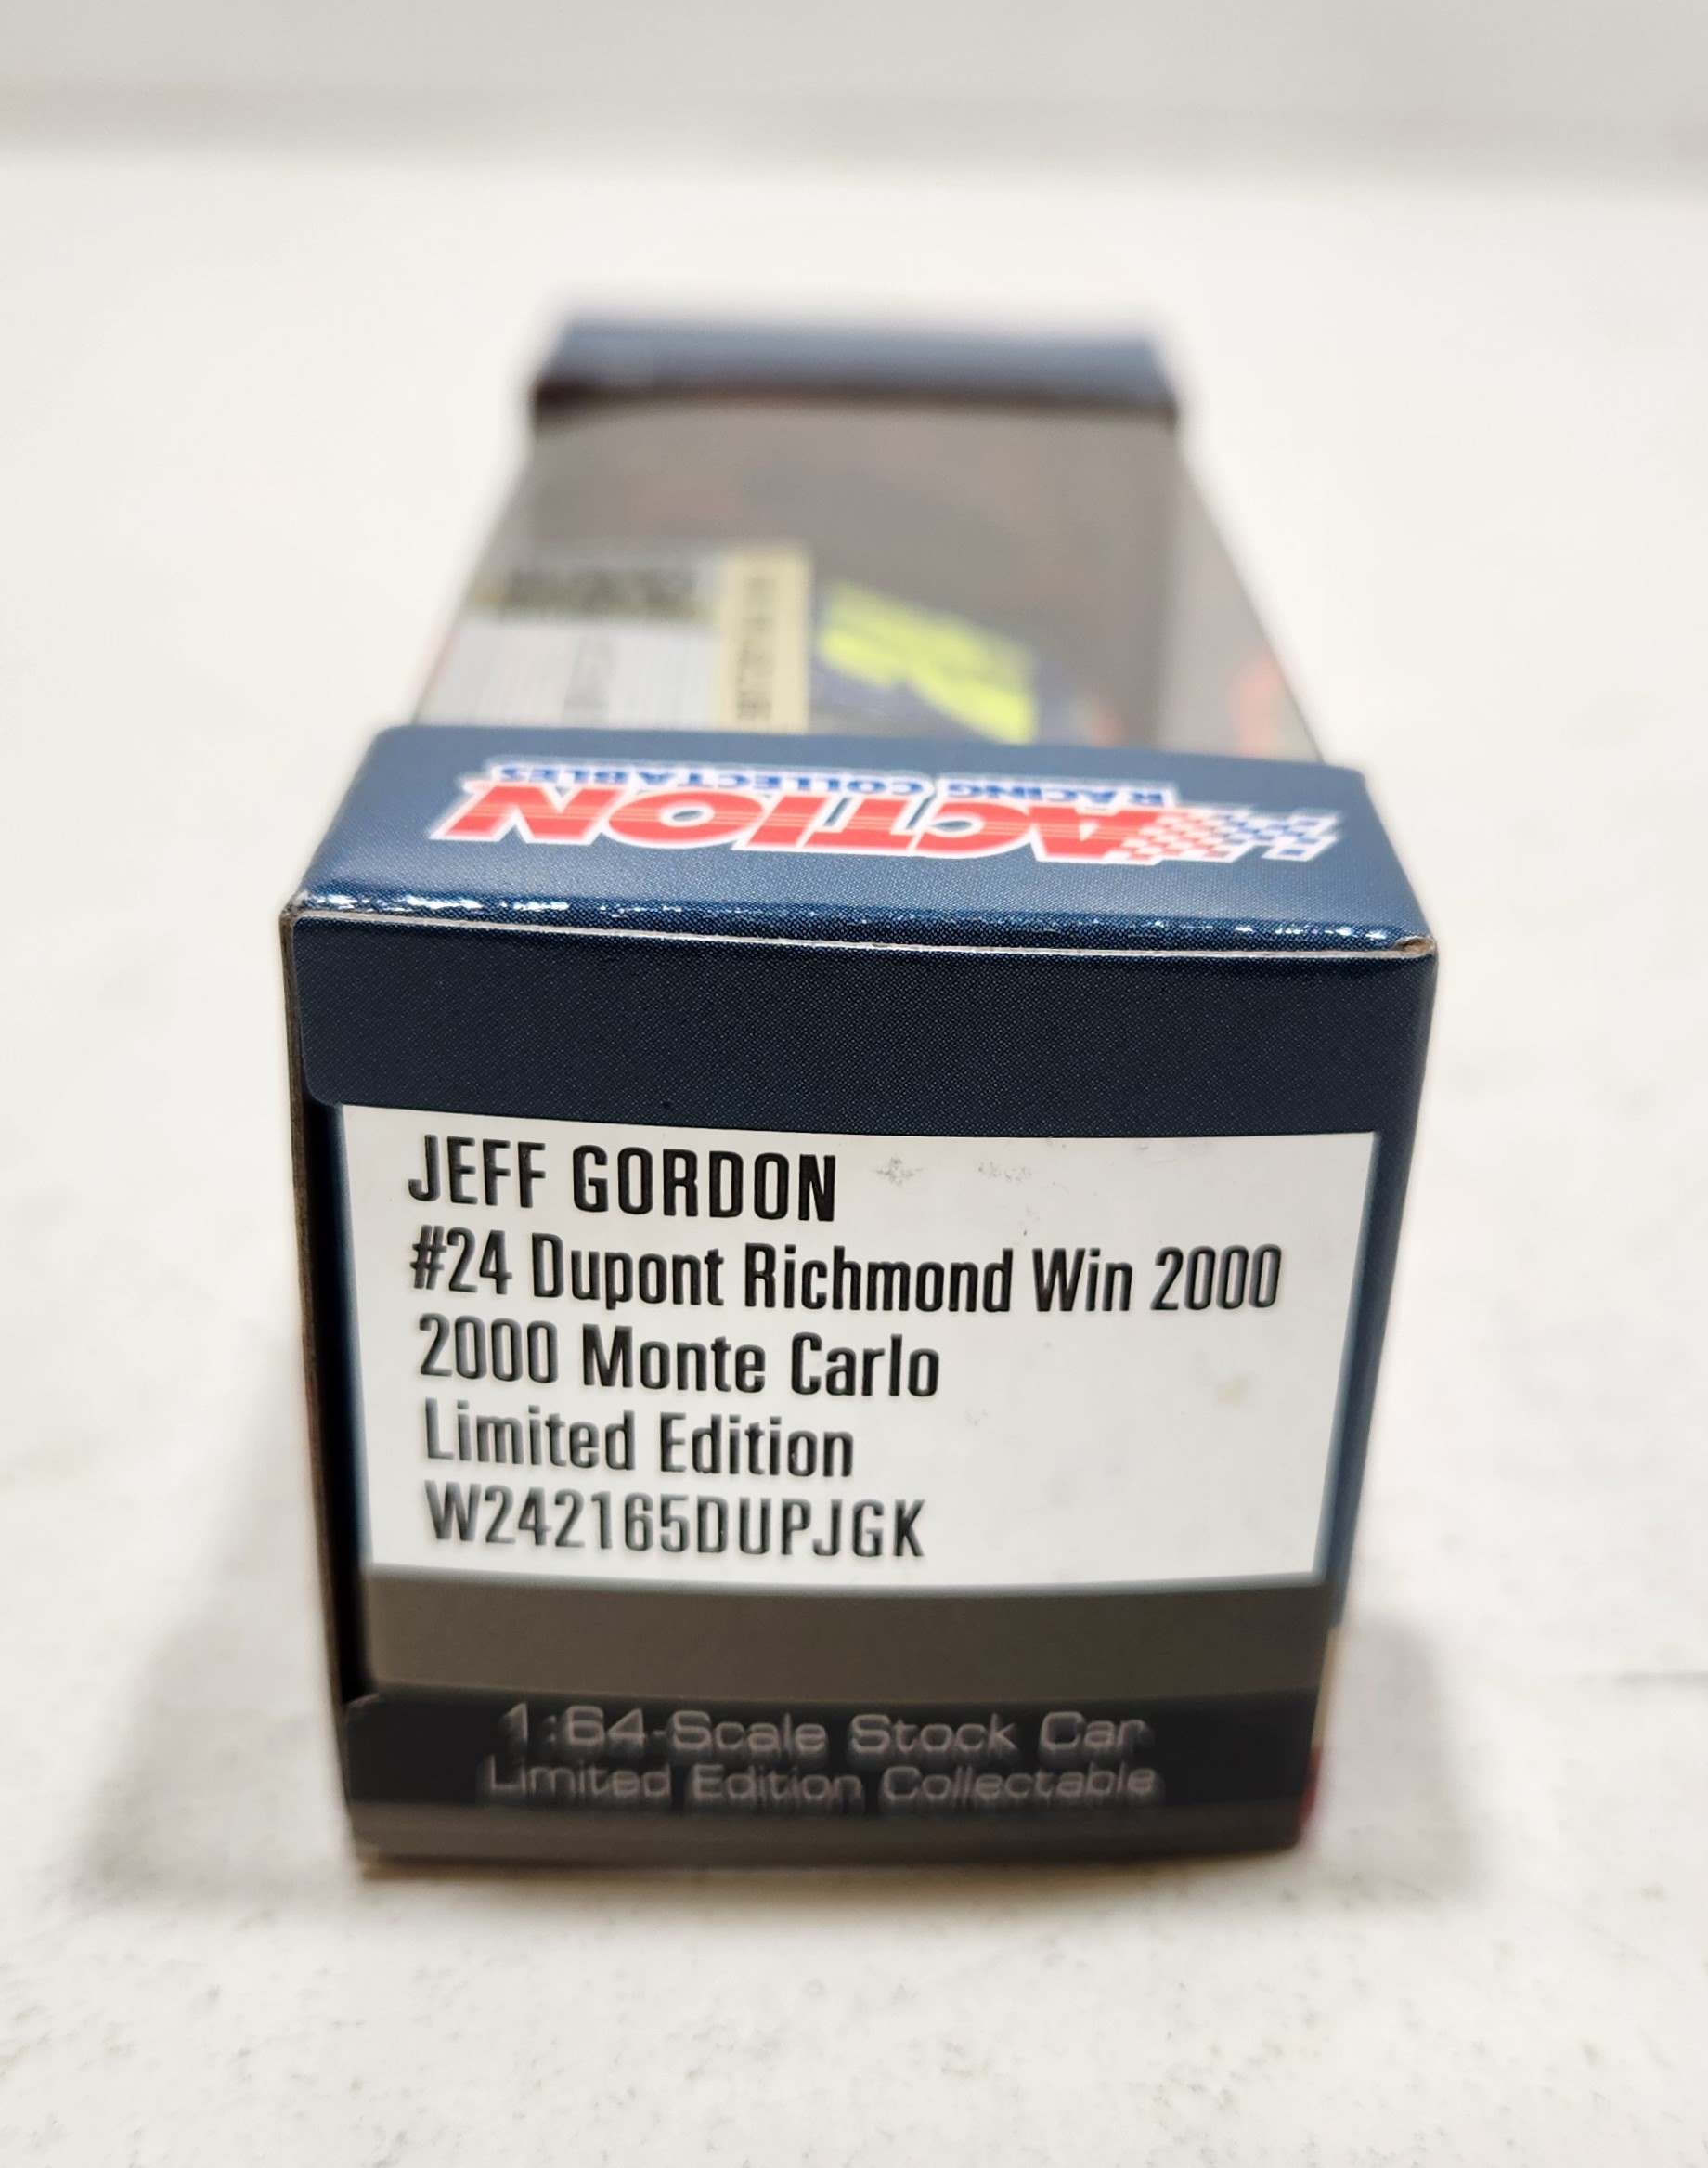 ACTION
RACING COLLECTABLES
JEFF GORDON
#24 Dupont Richmond Win 2000
2000 Monte Carlo
Limited Edition
W242165DUPJGK
1:64-Scale Stock Car
Limited Edition Collectable